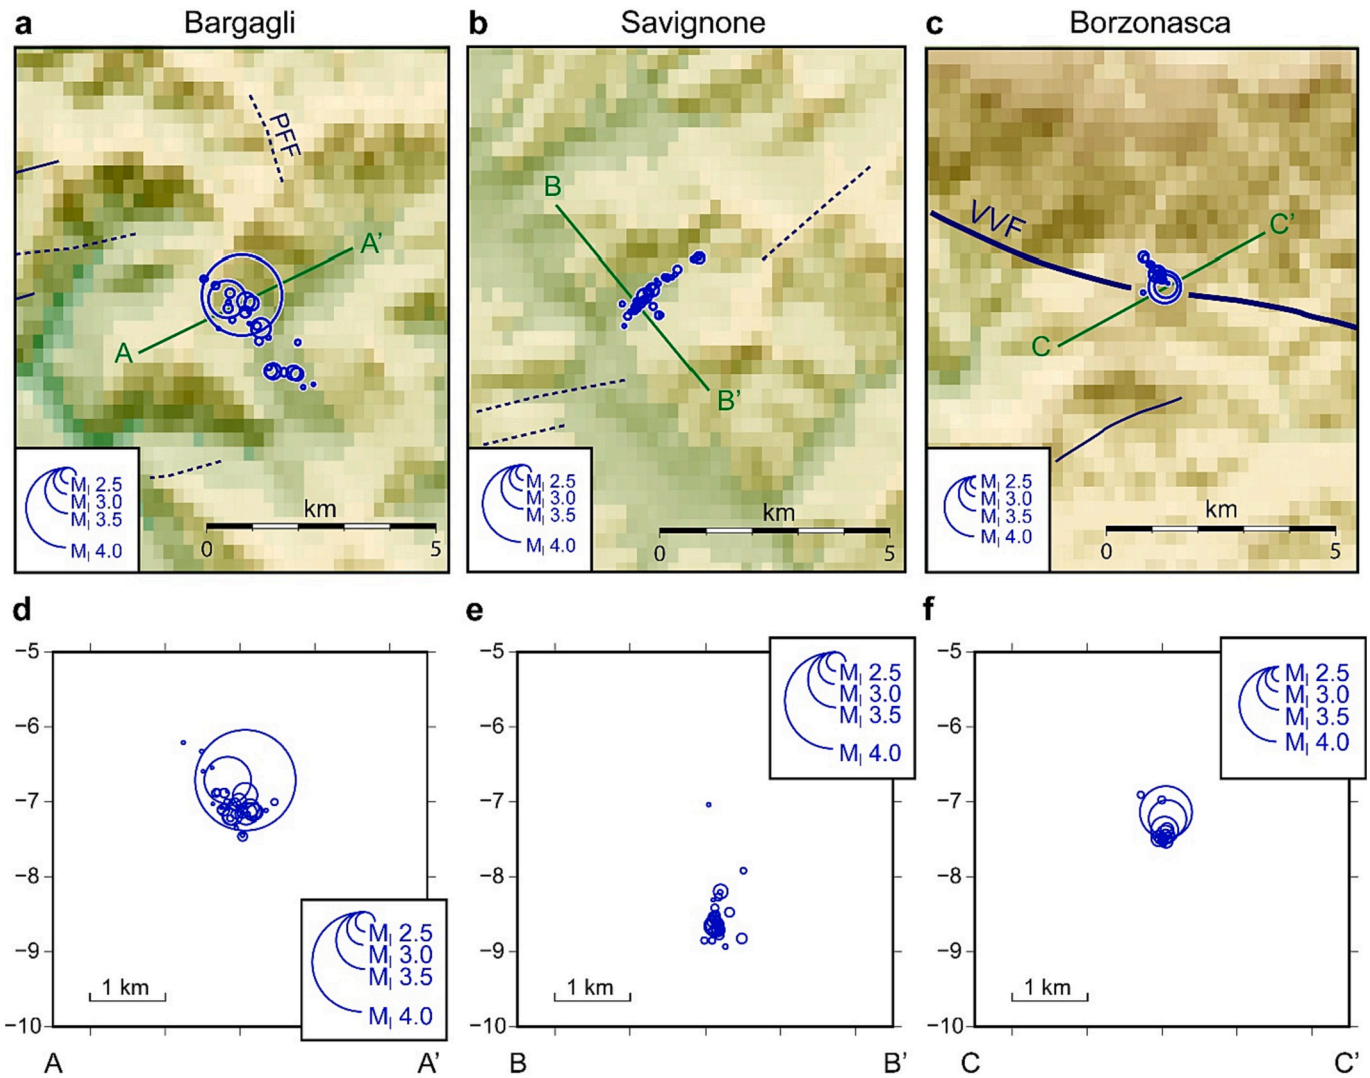 a Bargagli
b Savignone
c Borzonasca
PFF
A'
A
Ml 2.5
Ml 3.0
Ml 3.5
Ml 4.0
km
0 5
B
B'
Ml 2.5
Ml 3.0
Ml 3.5
Ml 4.0
km
0 5
VVF
C'
C
Ml 2.5
Ml 3.0
Ml 3.5
Ml 4.0
km
0 5
d
−5
−6
−7
−8
−9
−10
Ml 2.5
Ml 3.0
Ml 3.5
Ml 4.0
1 km
A A'
e
−5
−6
−7
−8
−9
−10
Ml 2.5
Ml 3.0
Ml 3.5
Ml 4.0
1 km
B B'
f
−5
−6
−7
−8
−9
−10
Ml 2.5
Ml 3.0
Ml 3.5
Ml 4.0
1 km
C C'